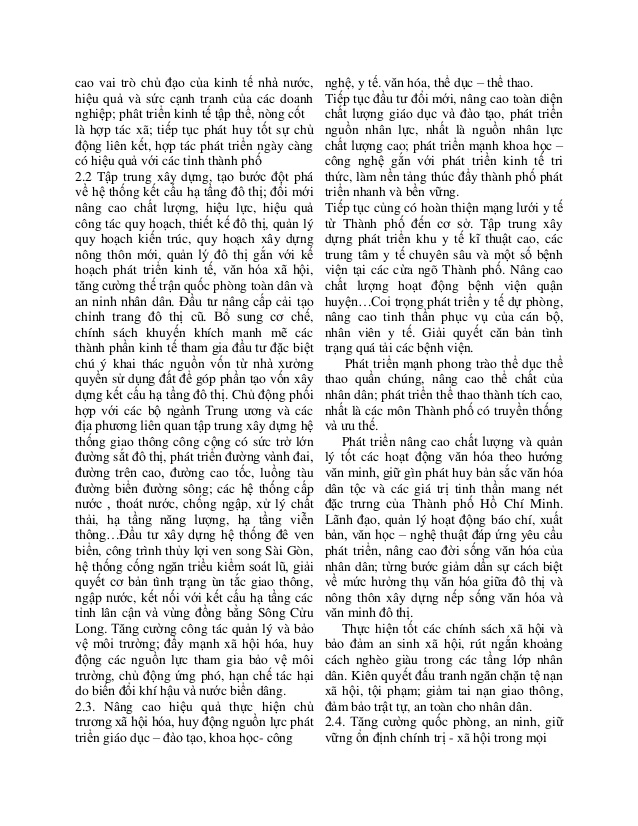 cao vai trò chủ đạo của kinh tế nhà nước,
hiệu quả và sức cạnh tranh của các doanh
nghiệp; phât triển kinh tế tập thể, nòng cốt
là hợp tác xã; tiếp tục phát huy tốt sự chủ
động liên kết, hợp tác phát triển ngày càng
có hiệu quả với các tỉnh thành phố
2.2 Tập trung xây dựng, tạo bước đột phá
về hệ thống kết cấu hạ tầng đô thị; đổi mới
nâng cao chất lượng, hiệu lực, hiệu quả
công tác quy hoạch, thiết kế đô thị, quản lý
quy hoạch kiến trúc, quy hoạch xây dựng
nông thôn mới, quản lý đô thị gắn với kế
hoạch phát triển kinh tế, văn hóa xã hội,
tăng cường thế trận quốc phòng toàn dân và
an ninh nhân dân. Đầu tư nâng cấp cải tạo
chỉnh trang đô thị cũ. Bổ sung cơ chế,
chính sách khuyến khích manh mẽ các
thành phần kinh tế tham gia đầu tư đặc biệt
chú ý khai thác nguồn vốn từ nhà xưởng
quyền sử dụng đất để góp phần tạo vốn xây
dựng kết cấu hạ tầng đô thị. Chủ động phối
hợp với các bộ ngành Trung ương và các
địa phương liên quan tập trung xây dựng hệ
thống giao thông công cộng có sức trở lớn
đường sắt đô thị, phát triển đường vành đai,
đường trên cao, đường cao tốc, luồng tàu
đường biển đường sông; các hệ thống cấp
nước , thoát nước, chống ngập, xử lý chất
thải, hạ tầng năng lượng, hạ tầng viễn
thông…Đầu tư xây dựng hệ thống đê ven
biển, công trình thủy lợi ven song Sài Gòn,
hệ thống cống ngăn triều kiểm soát lũ, giải
quyết cơ bản tình trạng ùn tắc giao thông,
ngập nước, kết nối với kết cấu hạ tầng các
tỉnh lân cận và vùng đồng bằng Sông Cửu
Long. Tăng cường công tác quản lý và bảo
vệ môi trường; đẩy mạnh xã hội hóa, huy
động các nguồn lực tham gia bảo vệ môi
trường, chủ động ứng phó, hạn chế tác hại
do biến đổi khí hậu và nước biển dâng.
2.3. Nâng cao hiệu quả thực hiện chủ
trương xã hội hóa, huy động nguồn lực phát
triển giáo dục – đào tạo, khoa học- công
nghệ, y tế. văn hóa, thể dục – thể thao.
Tiếp tục đầu tư đổi mới, nâng cao toàn diện
chất lượng giáo dục và đào tạo, phát triển
nguồn nhân lực, nhất là nguồn nhân lực
chất lượng cao; phát triển mạnh khoa học –
công nghệ gắn với phát triển kinh tế tri
thức, làm nền tảng thúc đẩy thành phố phát
triển nhanh và bền vững.
Tiếp tục củng có hoàn thiện mạng lưới y tế
từ Thành phố đến cơ sở. Tập trung xây
dựng phát triển khu y tế kĩ thuật cao, các
trung tâm y tế chuyên sâu và một số bệnh
viện tại các cửa ngõ Thành phố. Nâng cao
chất lượng hoạt động bệnh viện quận
huyện…Coi trọng phát triển y tế dự phòng,
nâng cao tinh thần phục vụ của cán bộ,
nhân viên y tế. Giải quyết căn bản tình
trạng quá tải các bệnh viện.
Phát triển mạnh phong trào thể dục thể
thao quần chúng, nâng cao thể chất của
nhân dân; phát triển thể thao thành tích cao,
nhất là các môn Thành phố có truyền thống
và ưu thế.
Phát triển nâng cao chất lượng và quản
lý tốt các hoạt động văn hóa theo hướng
văn minh, giữ gìn phát huy bản sắc văn hóa
dân tộc và các giá trị tinh thần mang nét
đặc trưng của Thành phố Hồ Chí Minh.
Lãnh đạo, quản lý hoạt động báo chí, xuất
bản, văn học – nghệ thuật đáp ứng yêu cầu
phát triển, nâng cao đời sống văn hóa của
nhân dân; từng bước giảm dần sự cách biệt
về mức hưởng thụ văn hóa giữa đô thị và
nông thôn xây dựng nếp sống văn hóa và
văn minh đô thị.
Thực hiện tốt các chính sách xã hội và
bảo đảm an sinh xã hội, rút ngắn khoảng
cách nghèo giàu trong các tầng lớp nhân
dân. Kiên quyết đấu tranh ngăn chặn tệ nạn
xã hội, tội phạm; giảm tai nạn giao thông,
đảm bảo trật tự, an toàn cho nhân dân.
2.4. Tăng cường quốc phòng, an ninh, giữ
vững ổn định chính trị - xã hội trong mọi